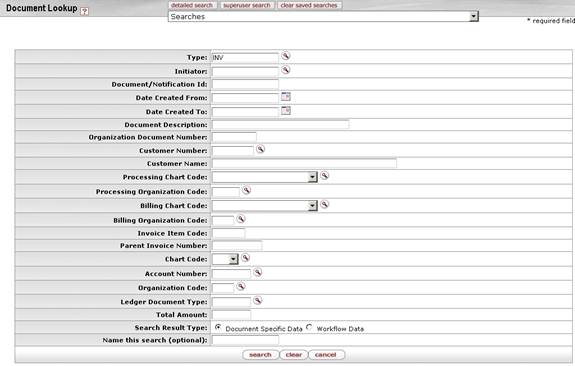 Document Lookup ?
detailed search superuser search clear saved searches
Searches
* required field
Type: INV
Initiator:
Document/Notification Id:
Date Created From:
Date Created To:
Document Description:
Organization Document Number:
Customer Number:
Customer Name:
Processing Chart Code:
Processing Organization Code:
Billing Chart Code:
Billing Organization Code:
Invoice Item Code:
Parent Invoice Number:
Chart Code:
Account Number:
Organization Code:
Ledger Document Type:
Total Amount:
Search Result Type: Document Specific Data Workflow Data
Name this search (optional):
search clear cancel